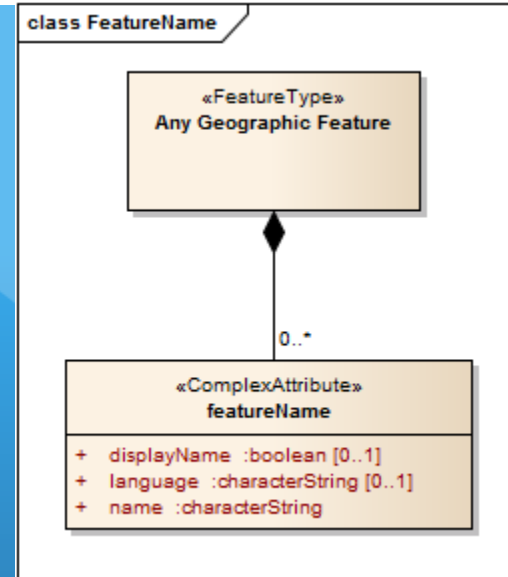 class FeatureName
«FeatureType»
Any Geographic Feature
0..*
«ComplexAttribute»
featureName
+ displayName :boolean [0..1]
+ language :characterString [0..1]
+ name :characterString